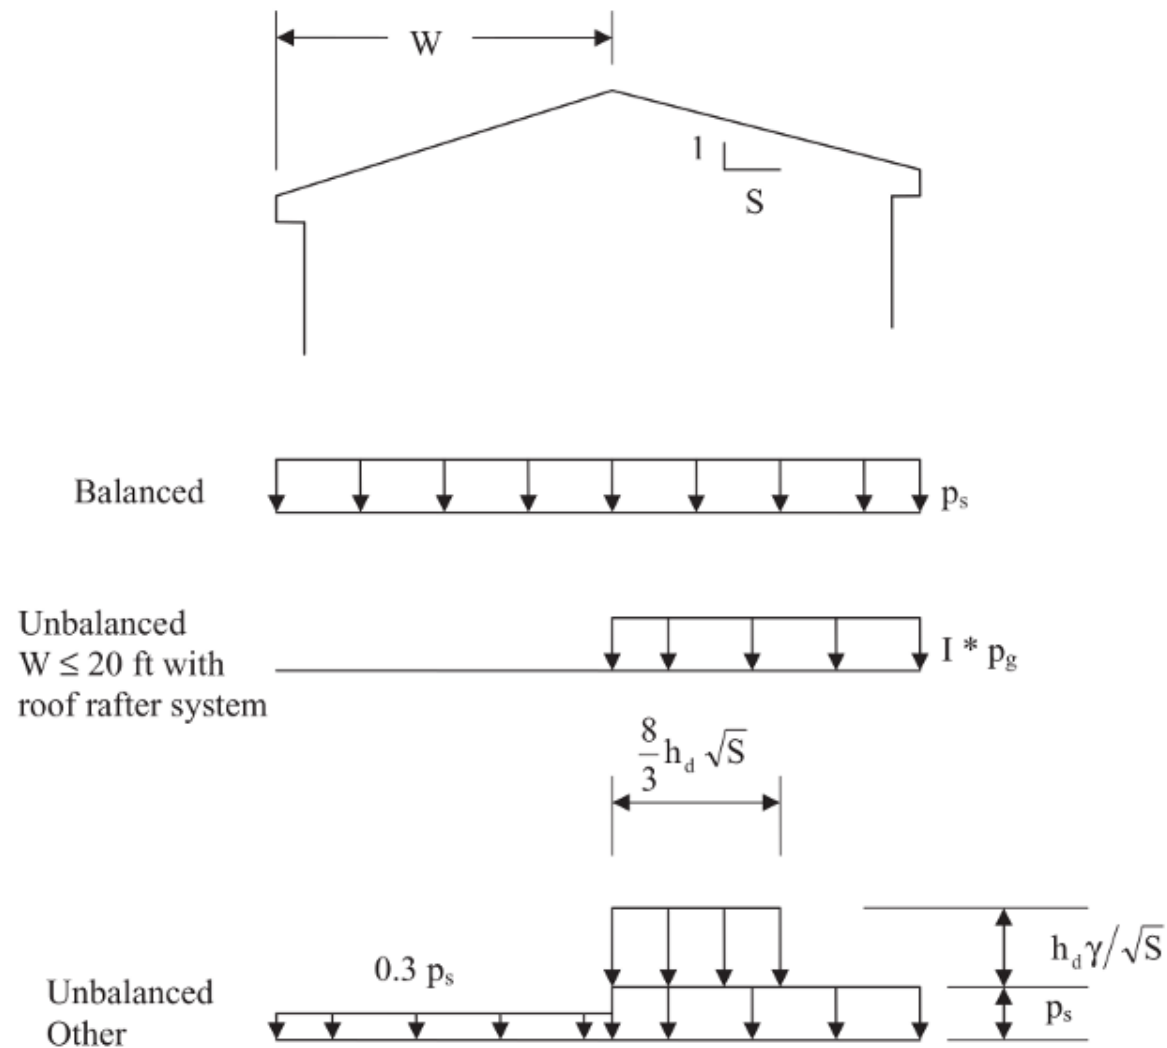 W
1
S
Balanced
pₛ
Unbalanced
W ≤ 20 ft with
roof rafter system
I * p_g
8/3 h_d √S
0.3 pₛ
h_d γ/√S
Unbalanced
Other
pₛ